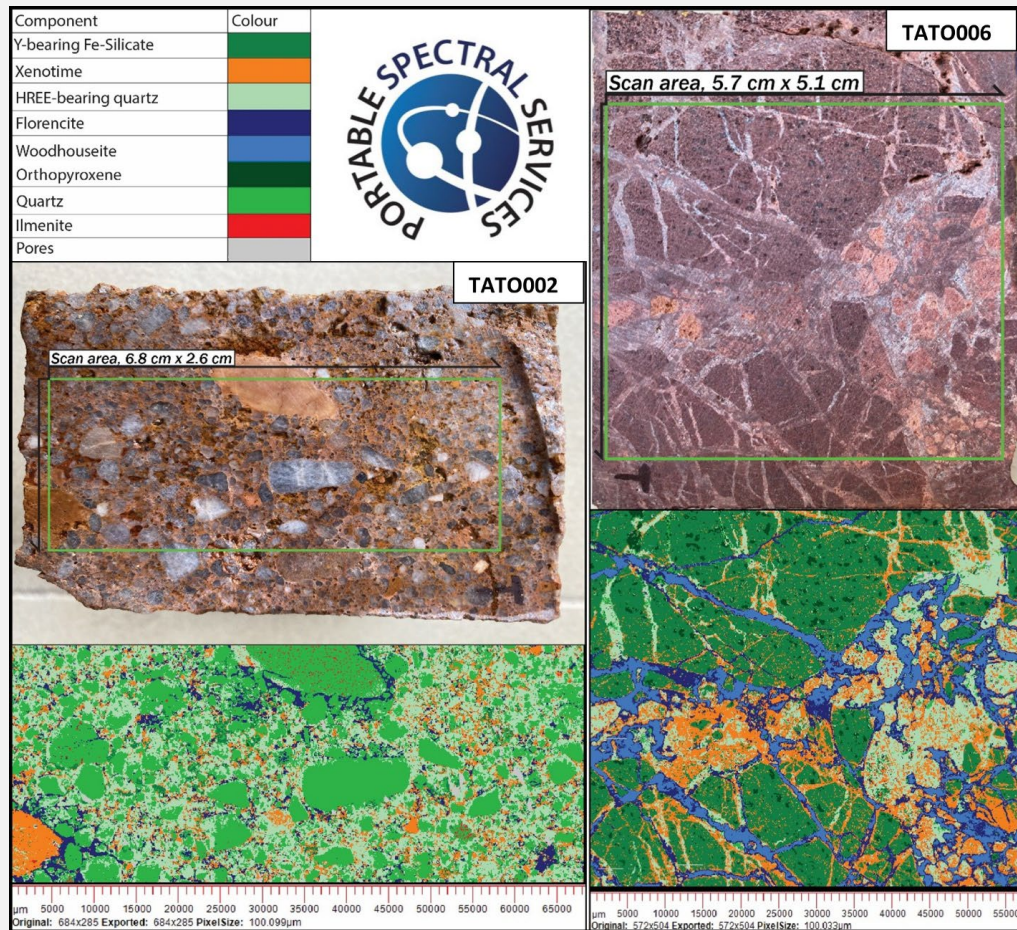 Component Colour
Y-bearing Fe-Silicate
Xenotime
HREE-bearing quartz
Florencite
Woodhouseite
Orthopyroxene
Quartz
Ilmenite
Pores
PORTABLE SPECTRAL SERVICES
TATO006
Scan area, 5.7 cm x 5.1 cm
TATO002
Scan area, 6.8 cm x 2.6 cm
µm 5000 10000 15000 20000 25000 30000 35000 40000 45000 50000 55000 60000 65000
Original: 684x285 Exported: 684x285 PixelSize: 100.099µm
µm 5000 10000 15000 20000 25000 30000 35000 40000 45000 50000 55000
Original: 572x504 Exported: 572x504 PixelSize: 100.033µm